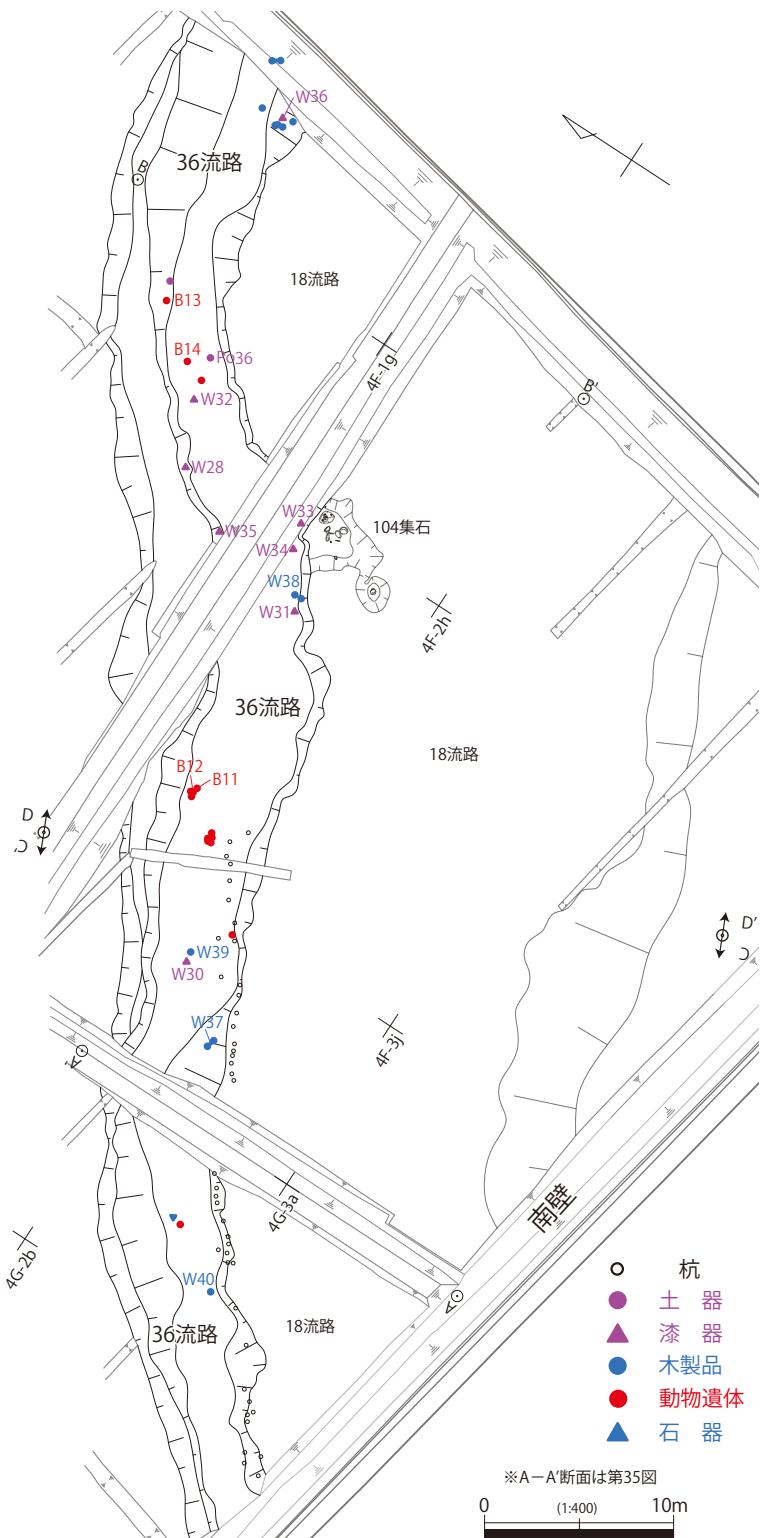 W36
36流路
B
18流路
B13
B14
Po36
4F-1g
B'
W32
W28
W35
W33
104集石
W34
W38
W31
4F-2h
36流路
18流路
B12
B11
D
C'
D'
C
W39
W30
W37
4F-3j
A'
4G-3a
南壁
4G-2b
W40
36流路
18流路
A
杭
土 器
漆 器
木製品
動物遺体
石 器
※A－A'断面は第35図
0 (1:400) 10m